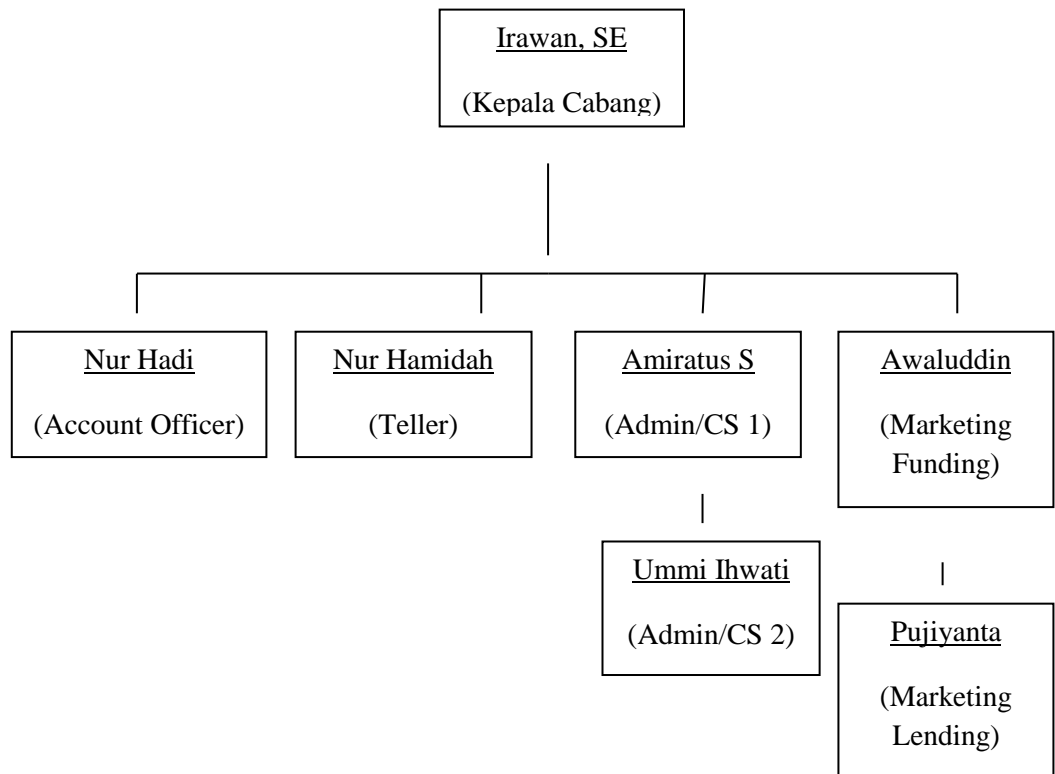 Irawan, SE
(Kepala Cabang)
Nur Hadi
(Account Officer)
Nur Hamidah
(Teller)
Amiratus S
(Admin/CS 1)
Awaluddin
(Marketing
Funding)
Ummi Ihwati
(Admin/CS 2)
Pujiyanta
(Marketing
Lending)